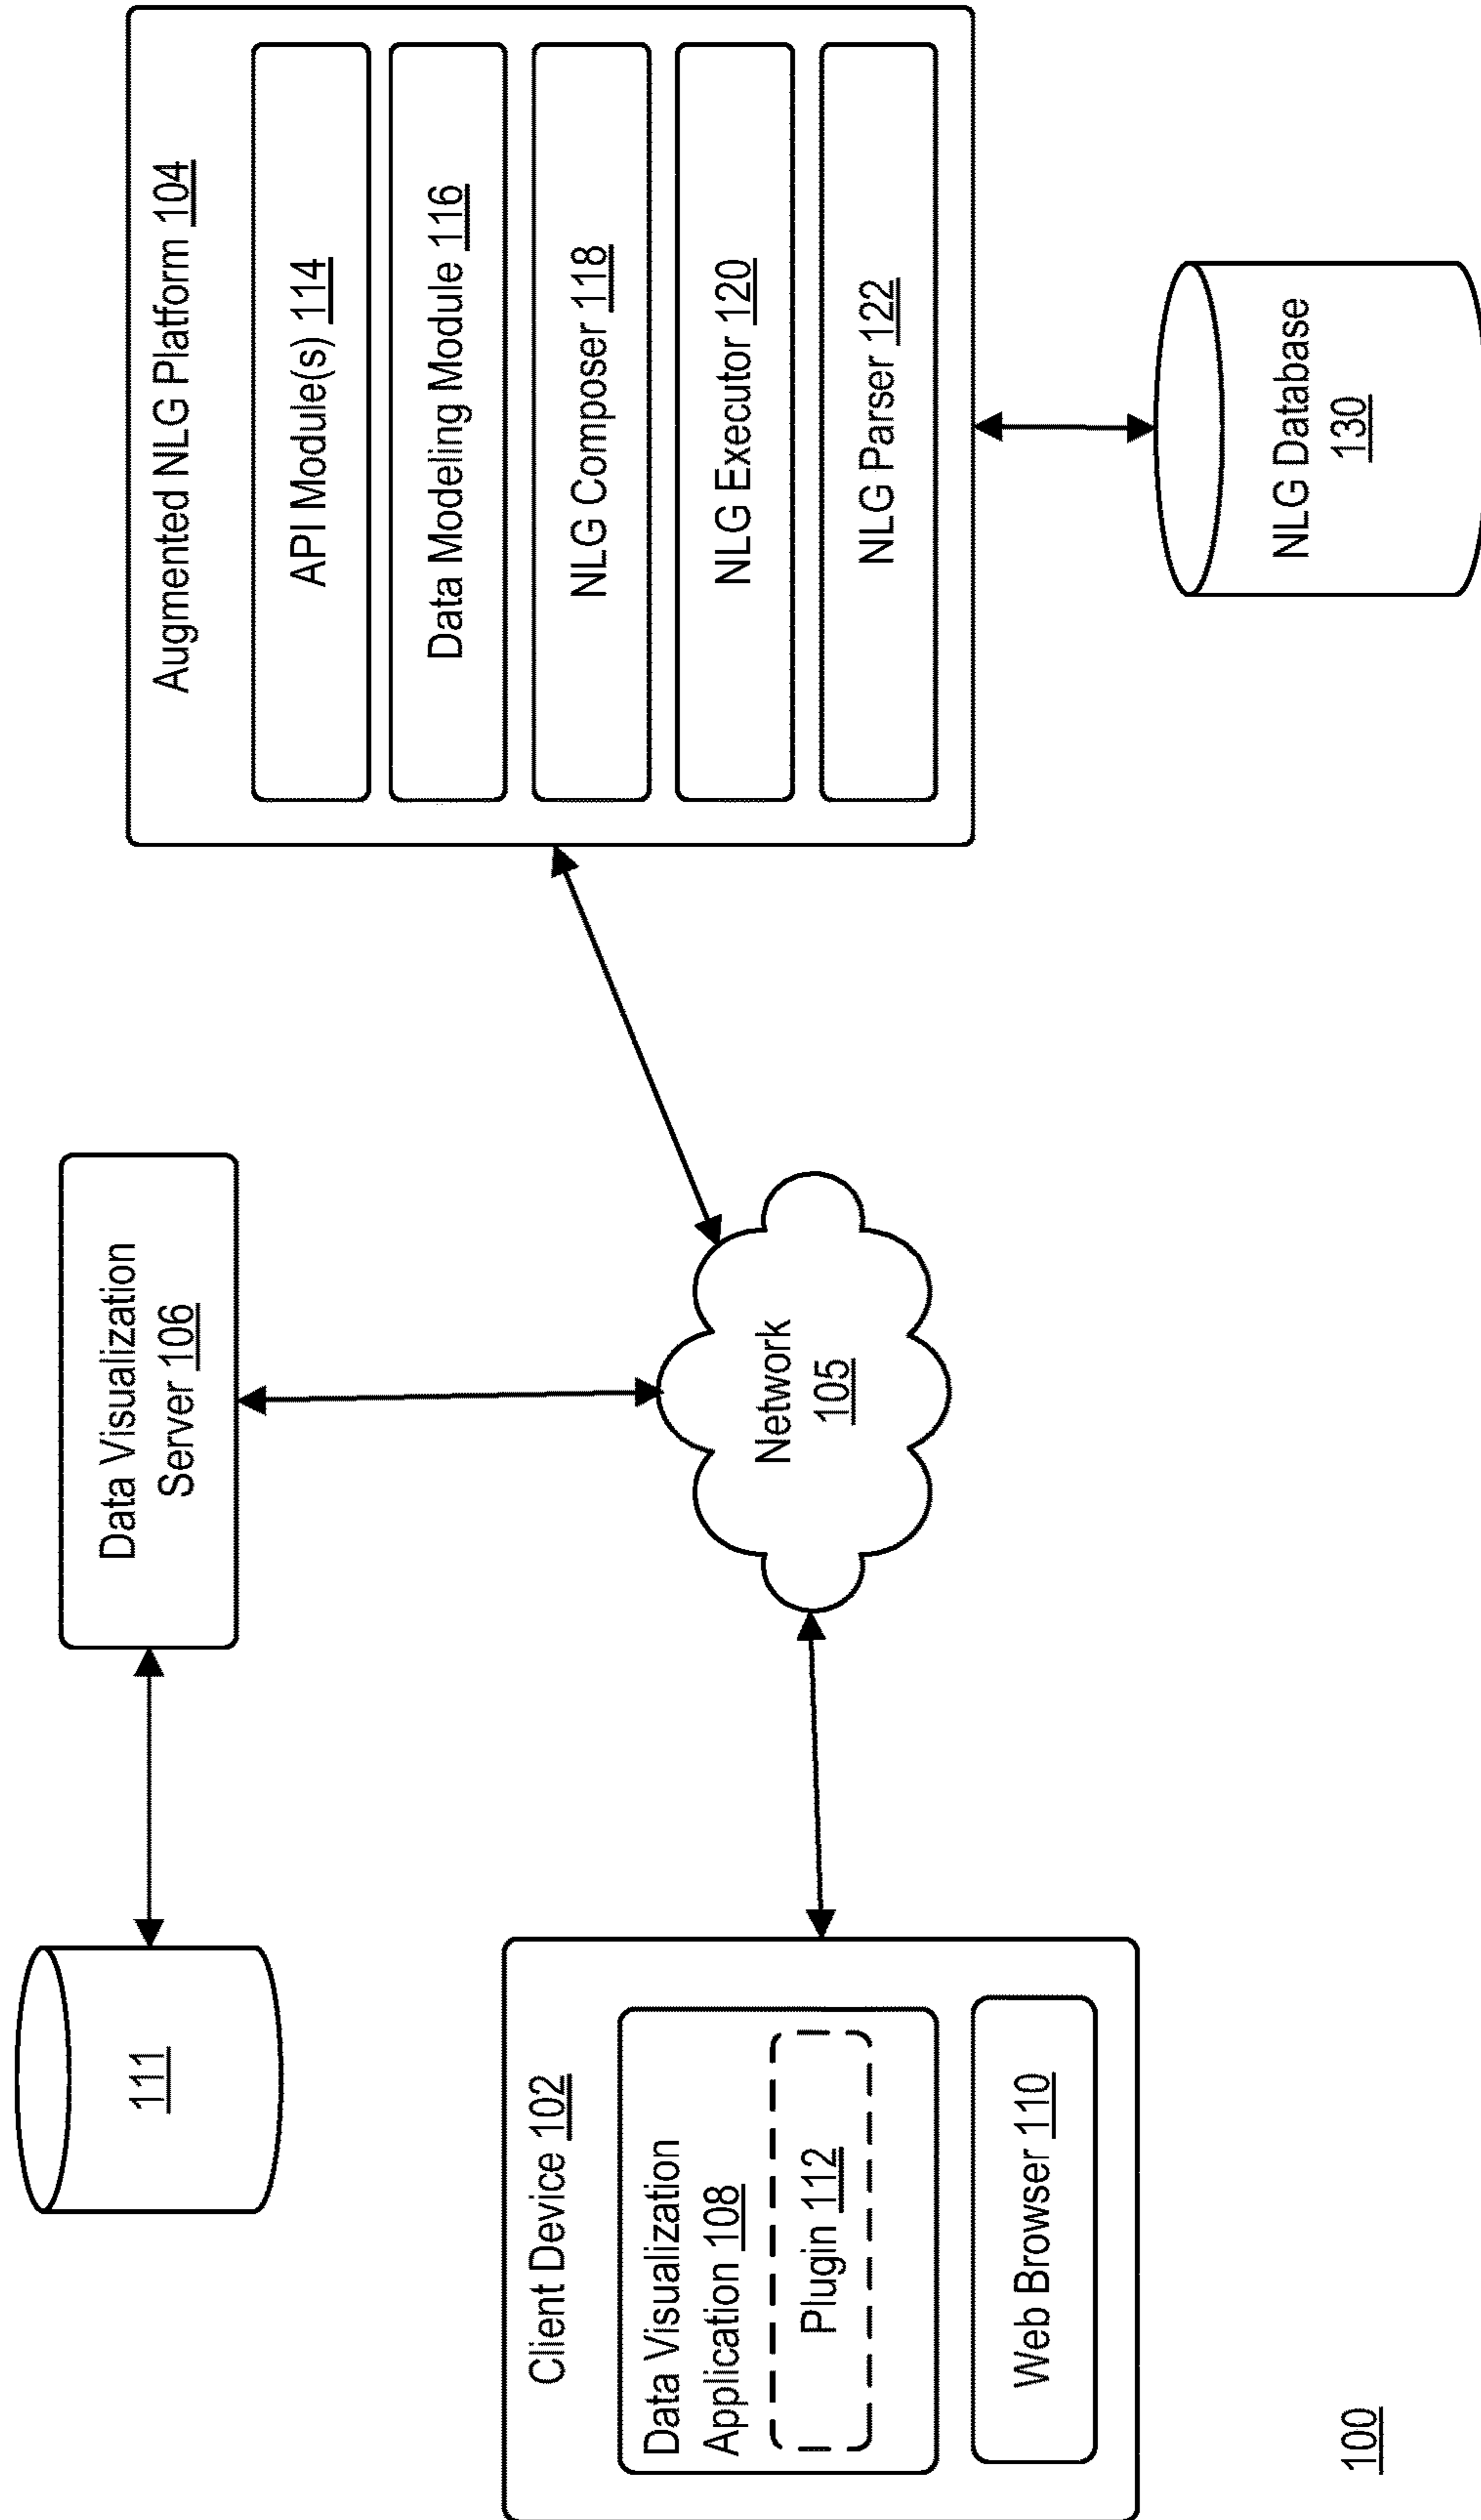 111
Data Visualization
Server 106
Augmented NLG Platform 104
API Module(s) 114
Data Modeling Module 116
NLG Composer 118
NLG Executor 120
NLG Parser 122
Client Device 102
Data Visualization
Application 108
Plugin 112
Web Browser 110
Network
105
NLG Database
130
100